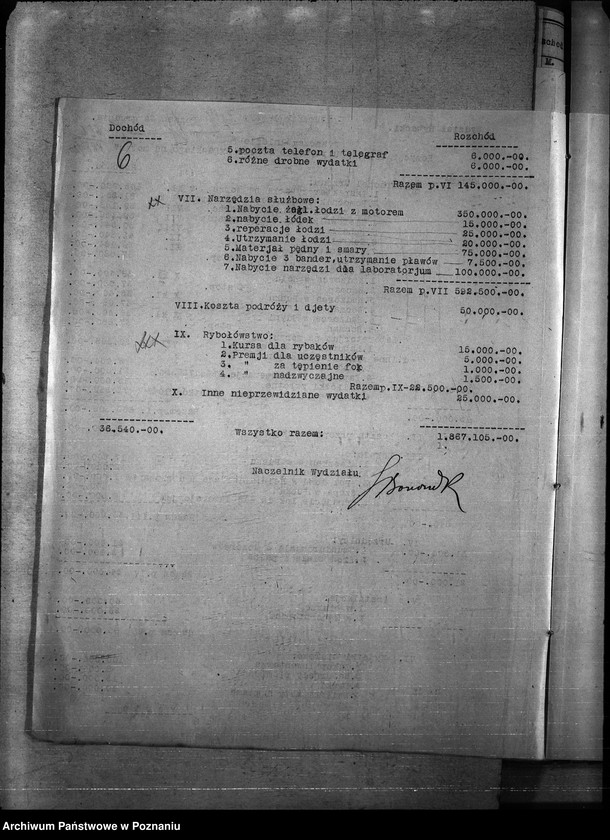 Dochód Rozchód
6
5.poczta telefon i telegraf 6.000.-00.
6.różne drobne wydatki 6.000.-00.
Razem p.VI 145.000.-00.
xx VII. Narzędzia służbowe:
1.Nabycie żagl.łodzi z motorem 350.000.-00.
2.nabycie łódek 15.000.-00.
3.reperacje łodzi 25.000.-00.
4.Utrzymanie łodzi 20.000.-00.
5.Materjał pędny i smary 75.000.-00.
6.Nabycie 3 bander,utrzymanie pławów 7.500.-00.
7.Nabycie narzędzi dla laboratorjum 100.000.-00.
Razem p.VII 592.500.-00.
VIII.Koszta podróży i djety 50.000.-00.
xxx IX. Rybołówstwo:
1.Kursa dla rybaków 15.000.-00.
2.Premji dla uczęstników 5.000.-00.
3. " za tępienie fok 1.000.-00.
4. " nadzwyczajne 1.500.-00.
Razemp.IX-22.500.-00.
X. Inne nieprzewidziane wydatki 25.000.-00.
36.540.-00. Wszystko razem: 1.867.105.-00.
Naczelnik Wydziału
Archiwum Państwowe w Poznaniu